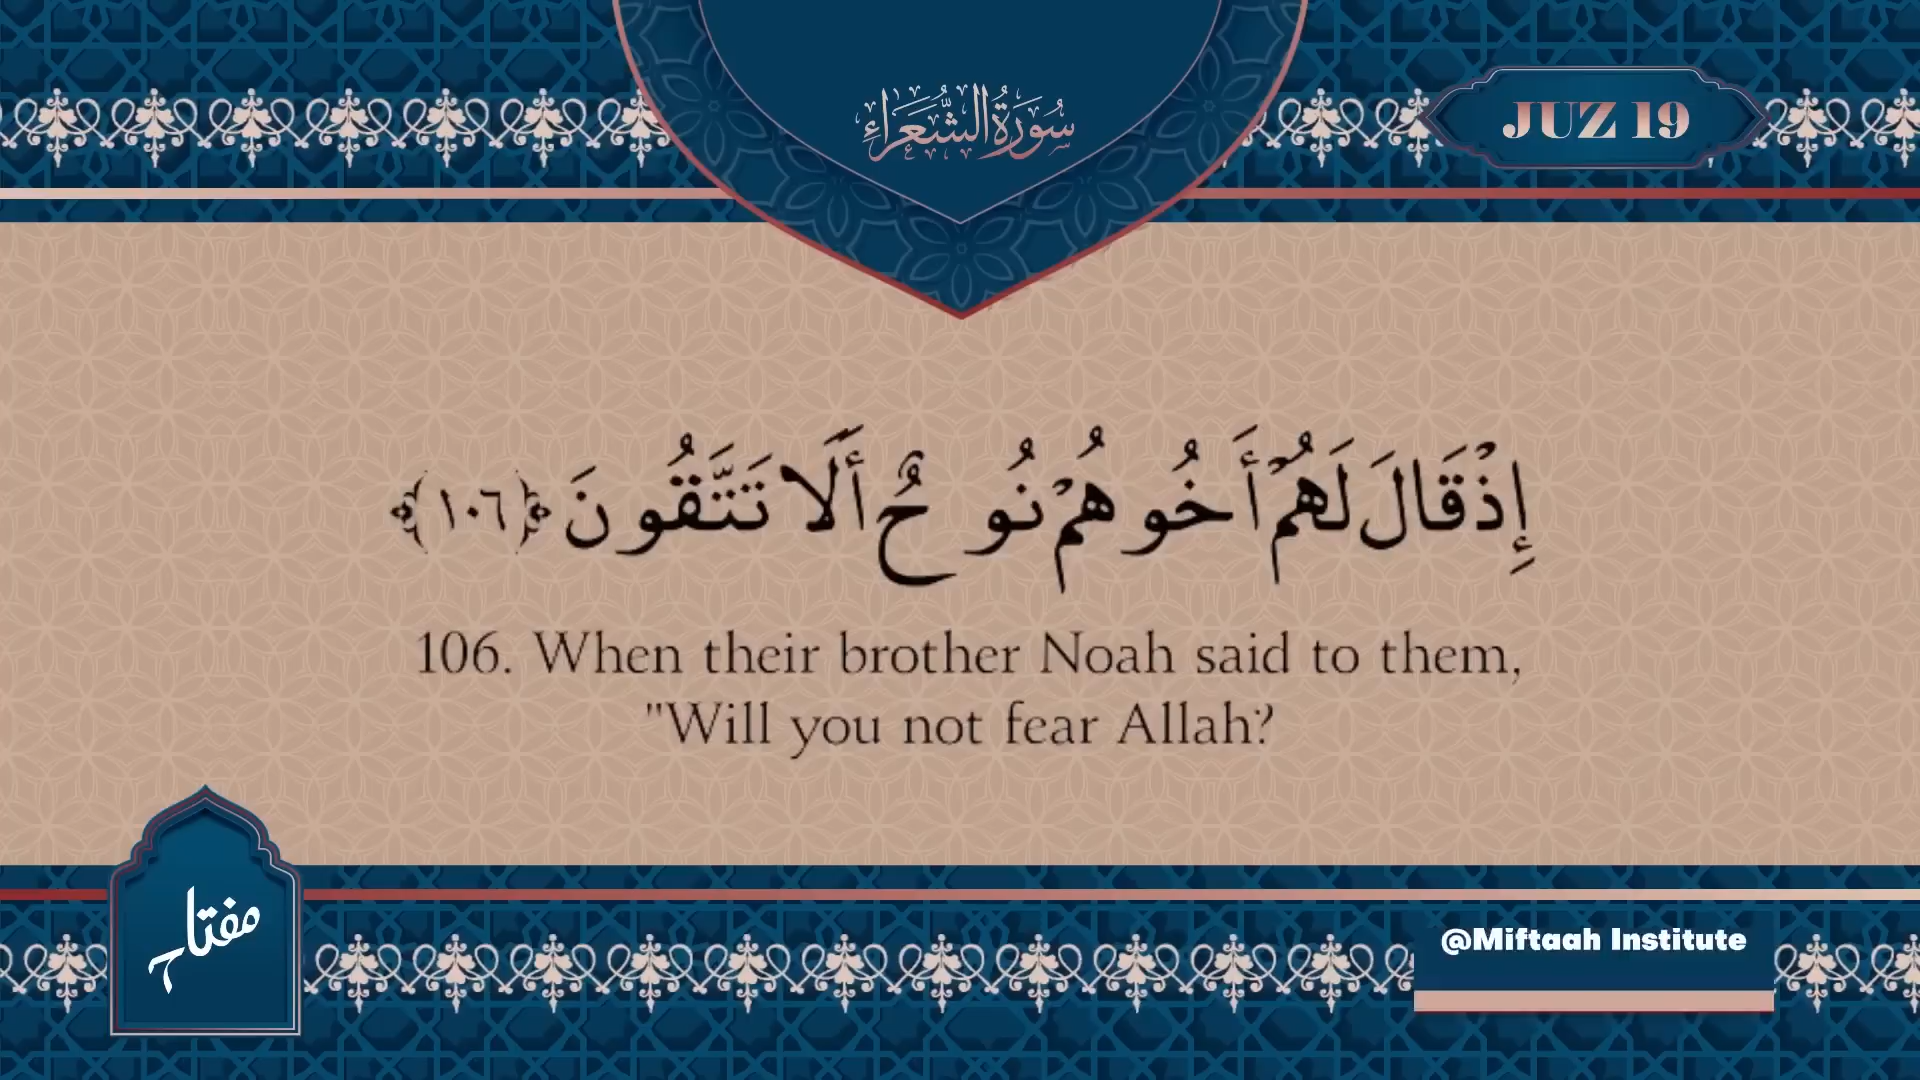 سُورَةُ الشُّعَرَاءِ
JUZ 19
إِذْ قَالَ لَهُمْ أَخُوهُمْ نُوحٌ أَلَا تَتَّقُونَ ﴿١٠٦﴾
106. When their brother Noah said to them,
"Will you not fear Allah?
مفتاح
@Miftaah Institute